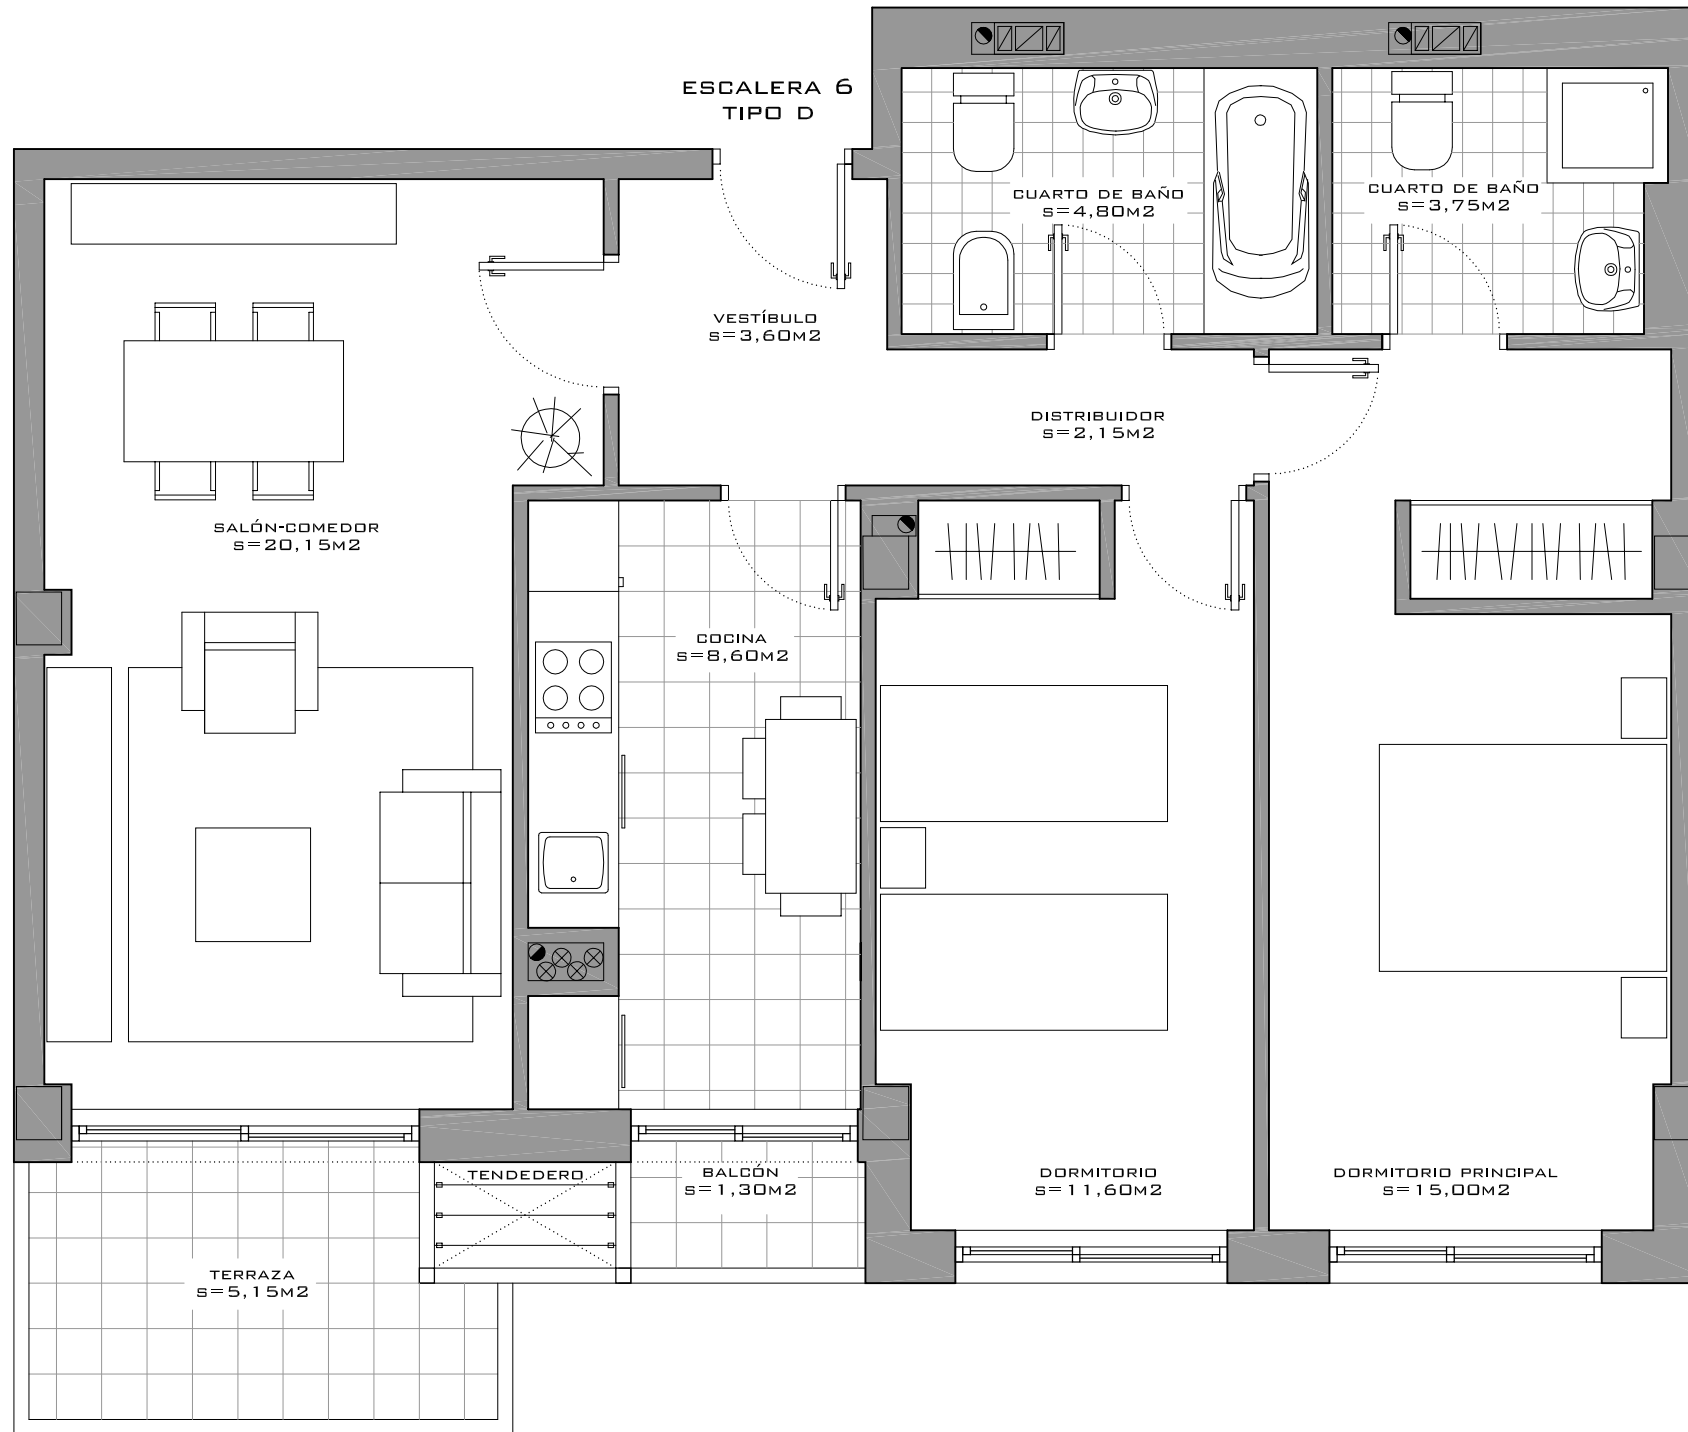 ESCALERA 6
TIPO D
CUARTO DE BAÑO
S=4,80M2
CUARTO DE BAÑO
S=3,75M2
VESTÍBULO
S=3,60M2
DISTRIBUIDOR
S=2,15M2
SALÓN-COMEDOR
S=20,15M2
COCINA
S=8,60M2
TENDEDERO
BALCÓN
S=1,30M2
DORMITORIO
S=11,60M2
DORMITORIO PRINCIPAL
S=15,00M2
TERRAZA
S=5,15M2